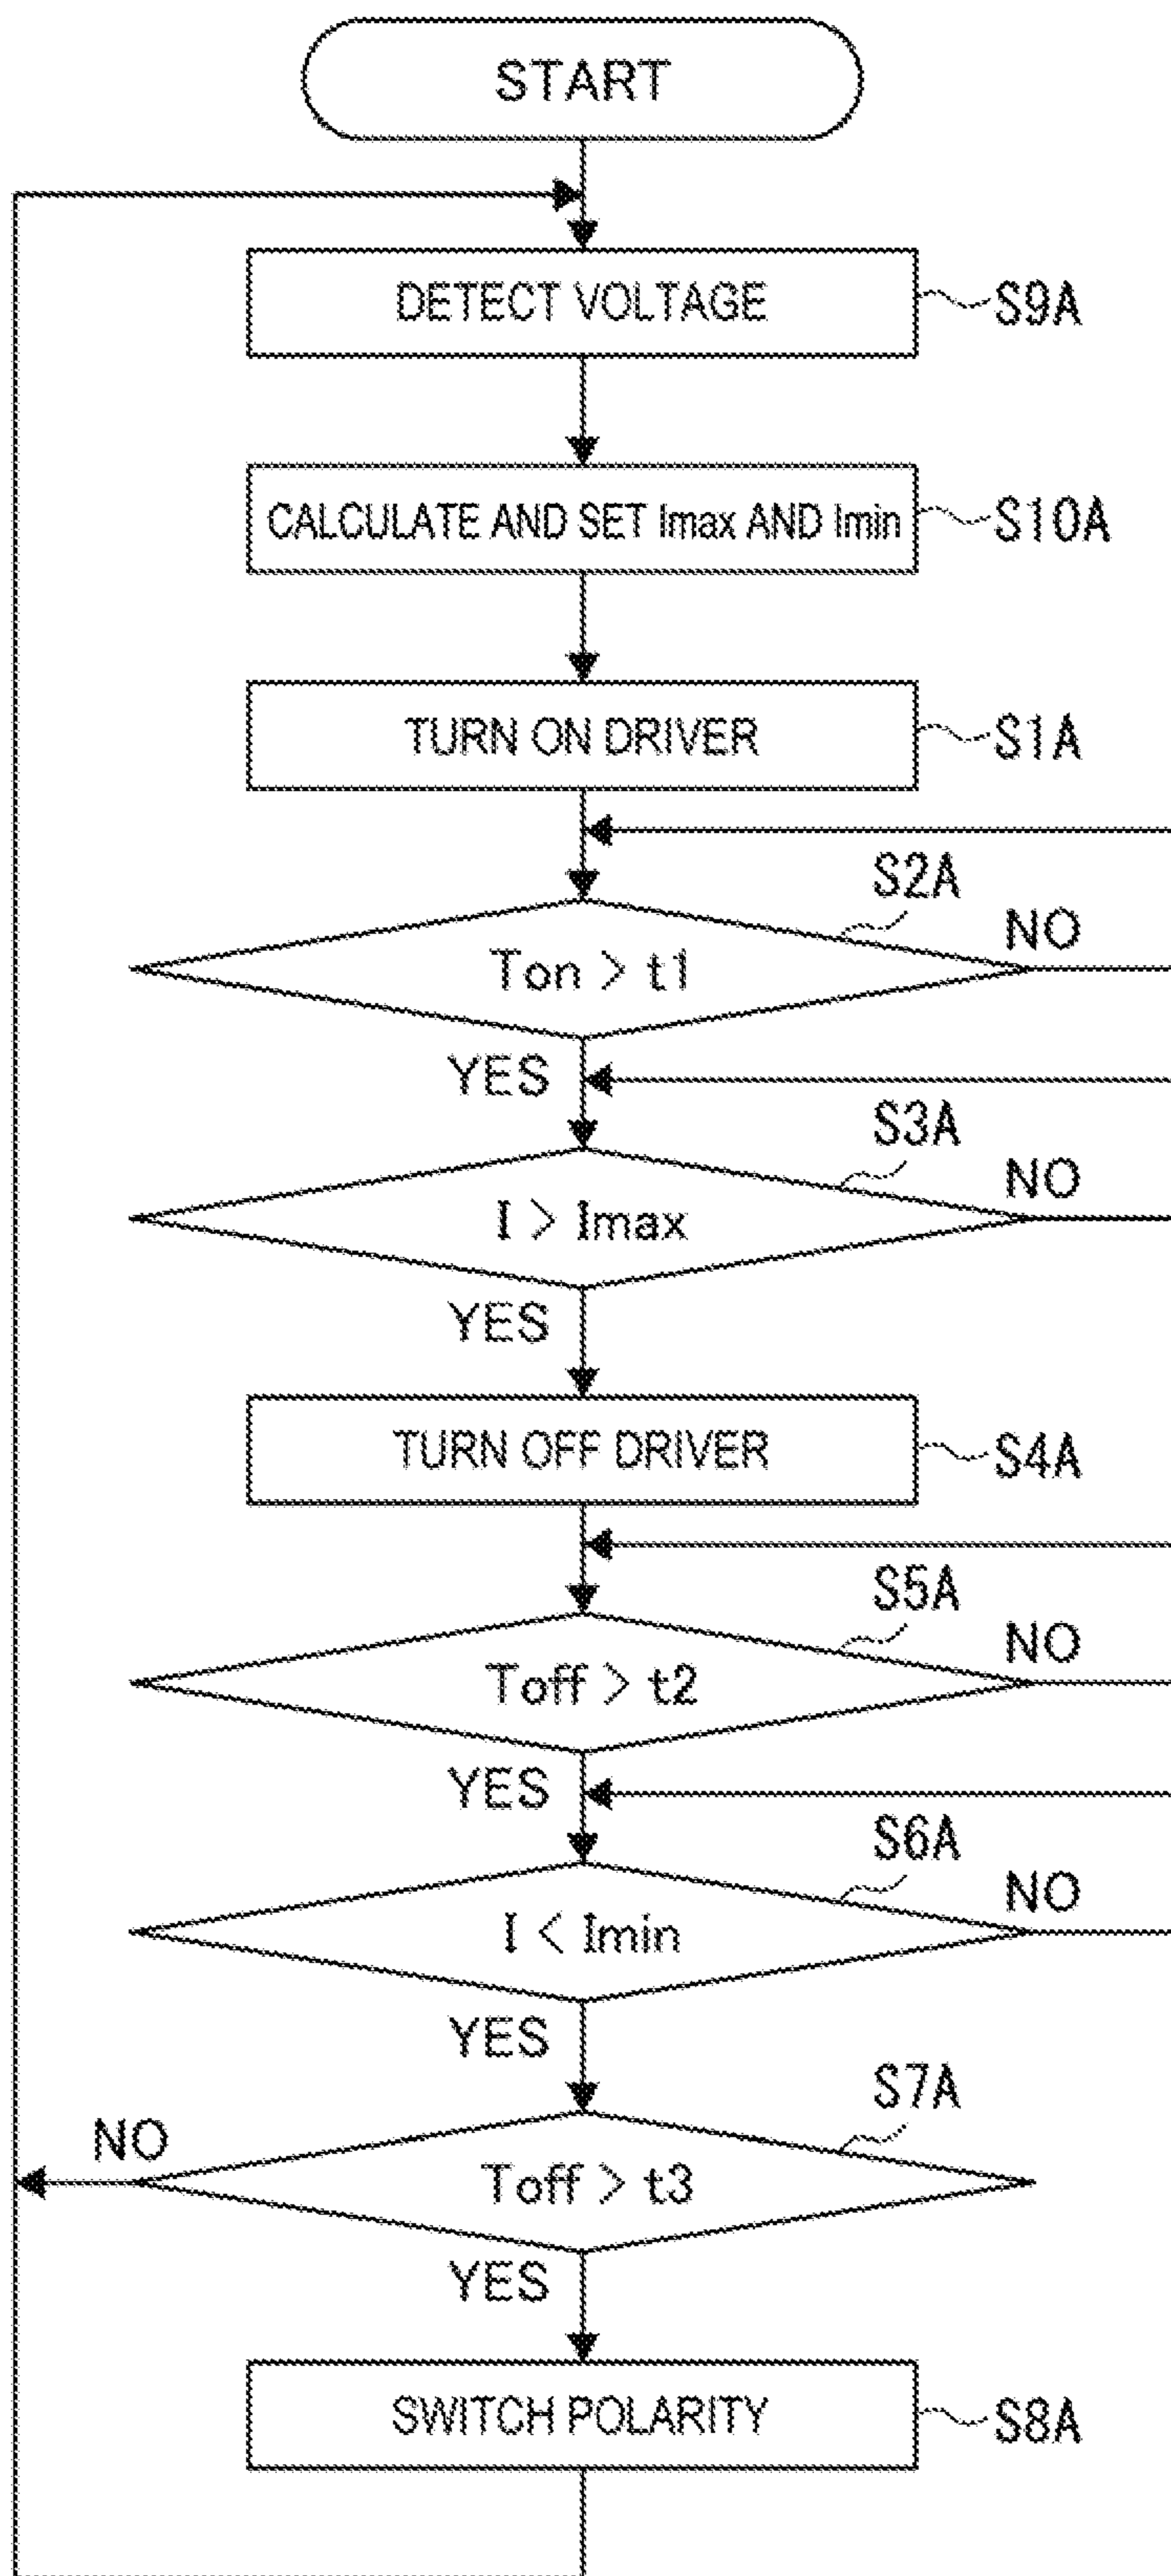 START
DETECT VOLTAGE
S9A
CALCULATE AND SET Imax AND Imin
S10A
TURN ON DRIVER
S1A
S2A
NO
Ton > t1
YES
S3A
NO
I > Imax
YES
TURN OFF DRIVER
S4A
S5A
NO
Toff > t2
YES
S6A
NO
I < Imin
YES
S7A
NO
Toff > t3
YES
SWITCH POLARITY
S8A